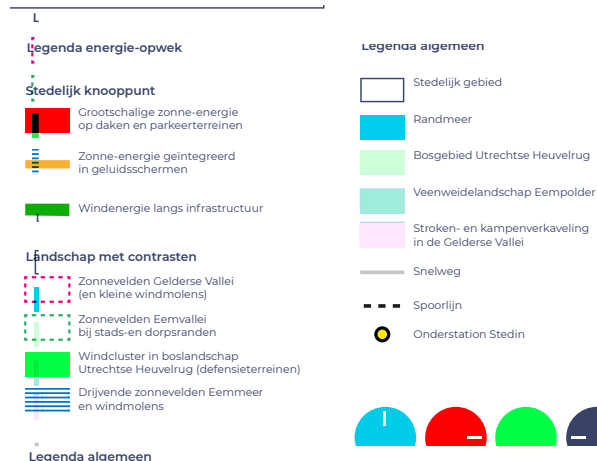 Legenda energie-opwek
Stedelijk knooppunt
Grootschalige zonne-energie
op daken en parkeerterreinen
Zonne-energie geïntegreerd
in geluidsschermen
Windenergie langs infrastructuur
Landschap met contrasten
Zonnevelden Gelderse Vallei
(en kleine windmolens)
Zonnevelden Eemvallei
bij stads-en dorpsranden
Windcluster in boslandschap
Utrechtse Heuvelrug (defensieterreinen)
Drijvende zonnevelden Eemmeer
en windmolens
Legenda algemeen
Legenda algemeen
Stedelijk gebied
Randmeer
Bosgebied Utrechtse Heuvelrug
Veenweidelandschap Eempolder
Stroken- en kampenverkaveling
in de Gelderse Vallei
Snelweg
Spoorlijn
Onderstation Stedin